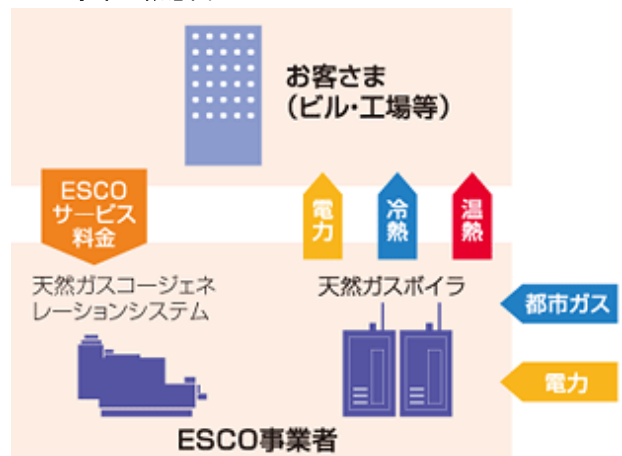 お客さま
（ビル・工場等）
ESCO
サービス
料金
電力
冷熱
温熱
天然ガスコージェネ
レーションシステム
天然ガスボイラ
都市ガス
電力
ESCO事業者